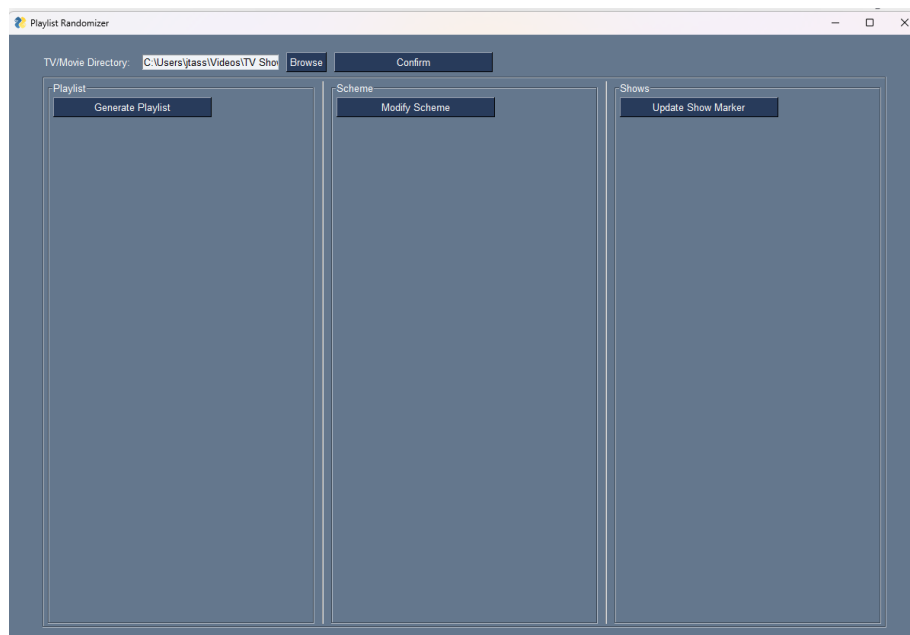 Playlist Randomizer
TV/Movie Directory: C:\Users\jtass\Videos\TV Shov Browse Confirm
Playlist Scheme Shows
Generate Playlist Modify Scheme Update Show Marker